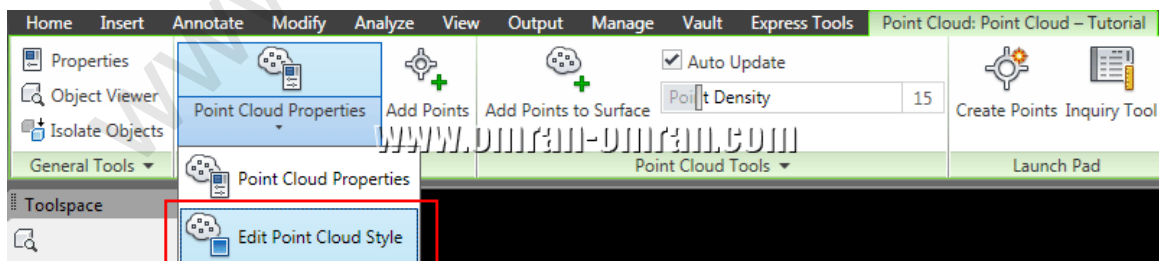 Home Insert Annotate Modify Analyze View Output Manage Vault Express Tools Point Cloud: Point Cloud – Tutorial
Properties
Object Viewer
Isolate Objects
General Tools
Point Cloud Properties
Add Points
Add Points to Surface
Auto Update
Point Density 15
Point Cloud Tools
Create Points Inquiry Tool
Launch Pad
www.omran-omran.com
Point Cloud Properties
Edit Point Cloud Style
Toolspace